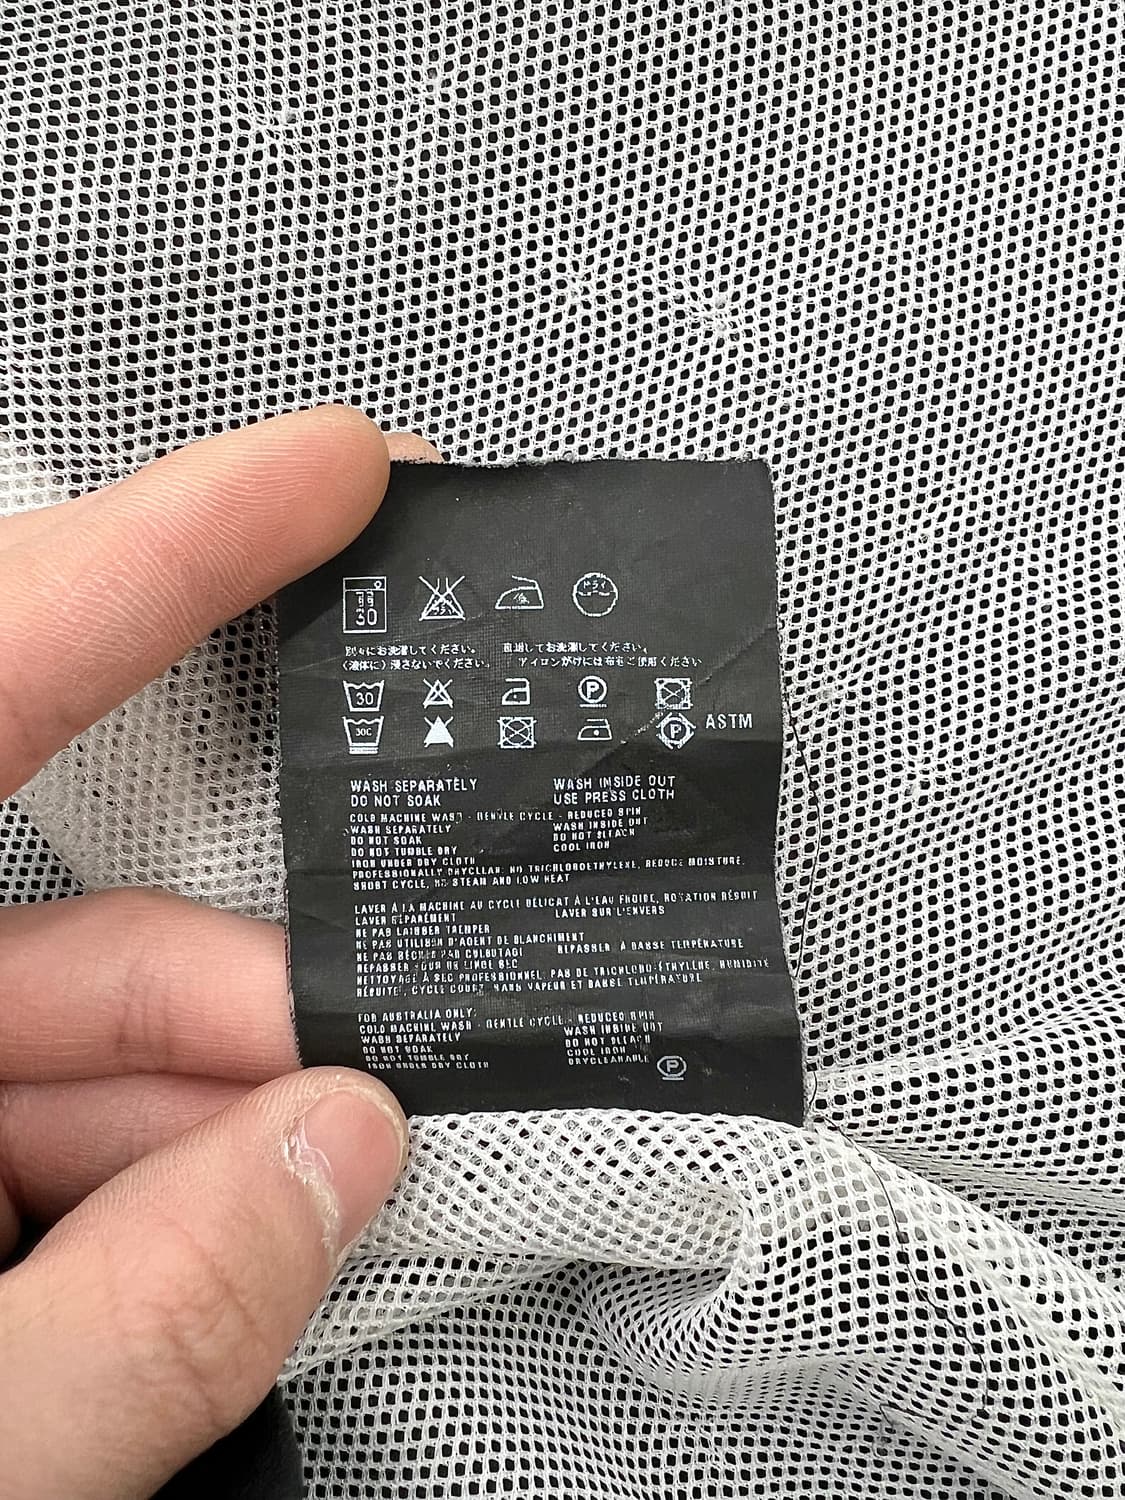 30
ドライ
別々にお洗濯してください。 裏返してお洗濯してください。
(液体に)浸さないでください。 アイロンがけには布をご使用ください
30 P
30C P ASTM
WASH SEPARATELY WASH INSIDE OUT
DO NOT SOAK USE PRESS CLOTH
COLD MACHINE WASH - GENTLE CYCLE - REDUCED SPIN
WASH SEPARATELY WASH INSIDE OUT
DO NOT SOAK DO NOT BLEACH
DO NOT TUMBLE DRY COOL IRON
IRON UNDER DRY CLOTH
PROFESSIONALLY DRYCLEAN: NO TRICHLOROETHYLENE, REDUCE MOISTURE,
SHORT CYCLE, NO STEAM AND LOW HEAT
LAVER À LA MACHINE AU CYCLE DÉLICAT À L'EAU FROIDE, ROTATION RÉDUIT
LAVER SÉPARÉMENT LAVER SUR L'ENVERS
NE PAS LAISSER TREMPER
NE PAS UTILISER D'AGENT DE BLANCHIMENT
NE PAS SÉCHER PAR CULBUTAGE REPASSER À BASSE TEMPÉRATURE
REPASSER SOUS UN LINGE SEC
NETTOYAGE À SEC PROFESSIONNEL, PAS DE TRICHLORO-ÉTHYLÈNE, HUMIDITÉ
RÉDUITE, CYCLE COURT, SANS VAPEUR ET BASSE TEMPÉRATURE
FOR AUSTRALIA ONLY:
COLD MACHINE WASH - GENTLE CYCLE - REDUCED SPIN
WASH SEPARATELY WASH INSIDE OUT
DO NOT SOAK DO NOT BLEACH
DO NOT TUMBLE DRY COOL IRON
IRON UNDER DRY CLOTH DRYCLEANABLE P